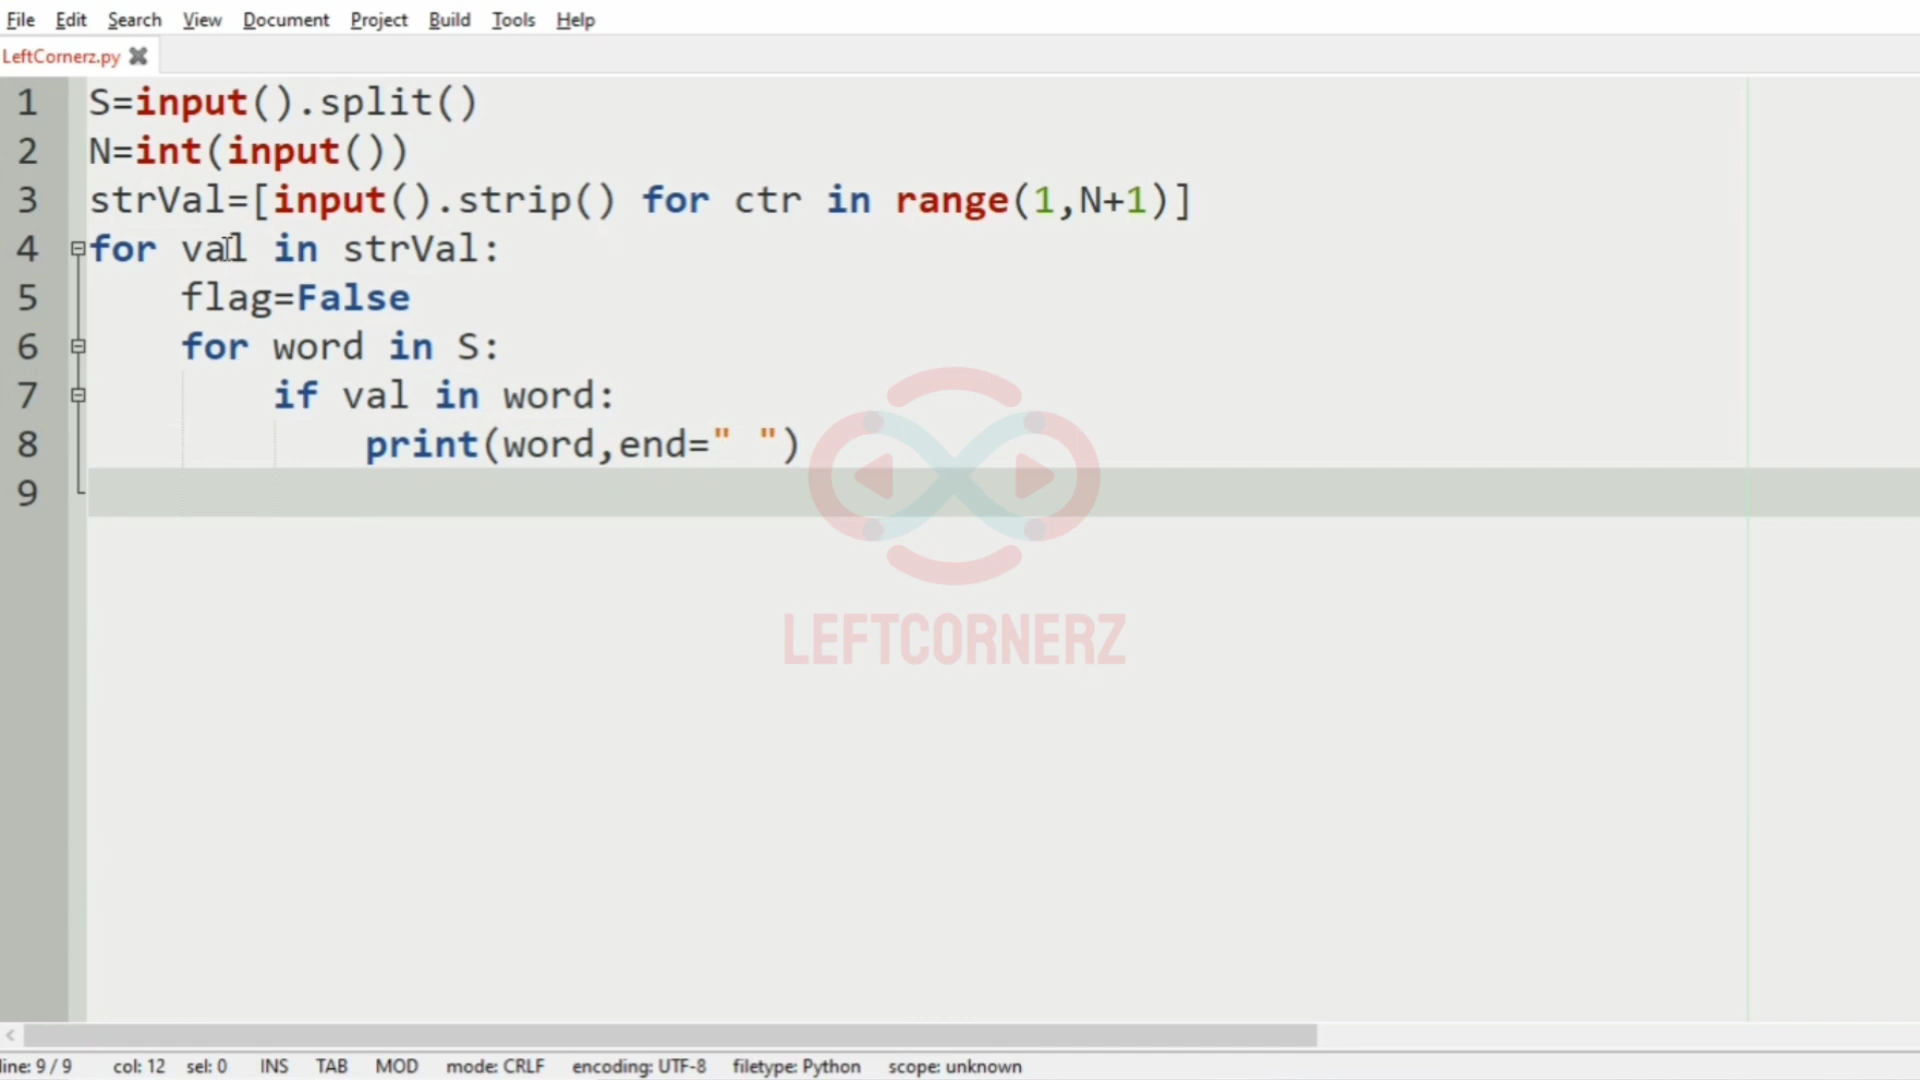 File Edit Search View Document Project Build Tools Help
LeftCornerz.py
1 S=input().split()
2 N=int(input())
3 strVal=[input().strip() for ctr in range(1,N+1)]
4 for val in strVal:
5     flag=False
6     for word in S:
7         if val in word:
8             print(word,end=" ")
9
LEFTCORNERZ
line: 9 / 9 col: 12 sel: 0 INS TAB MOD mode: CRLF encoding: UTF-8 filetype: Python scope: unknown